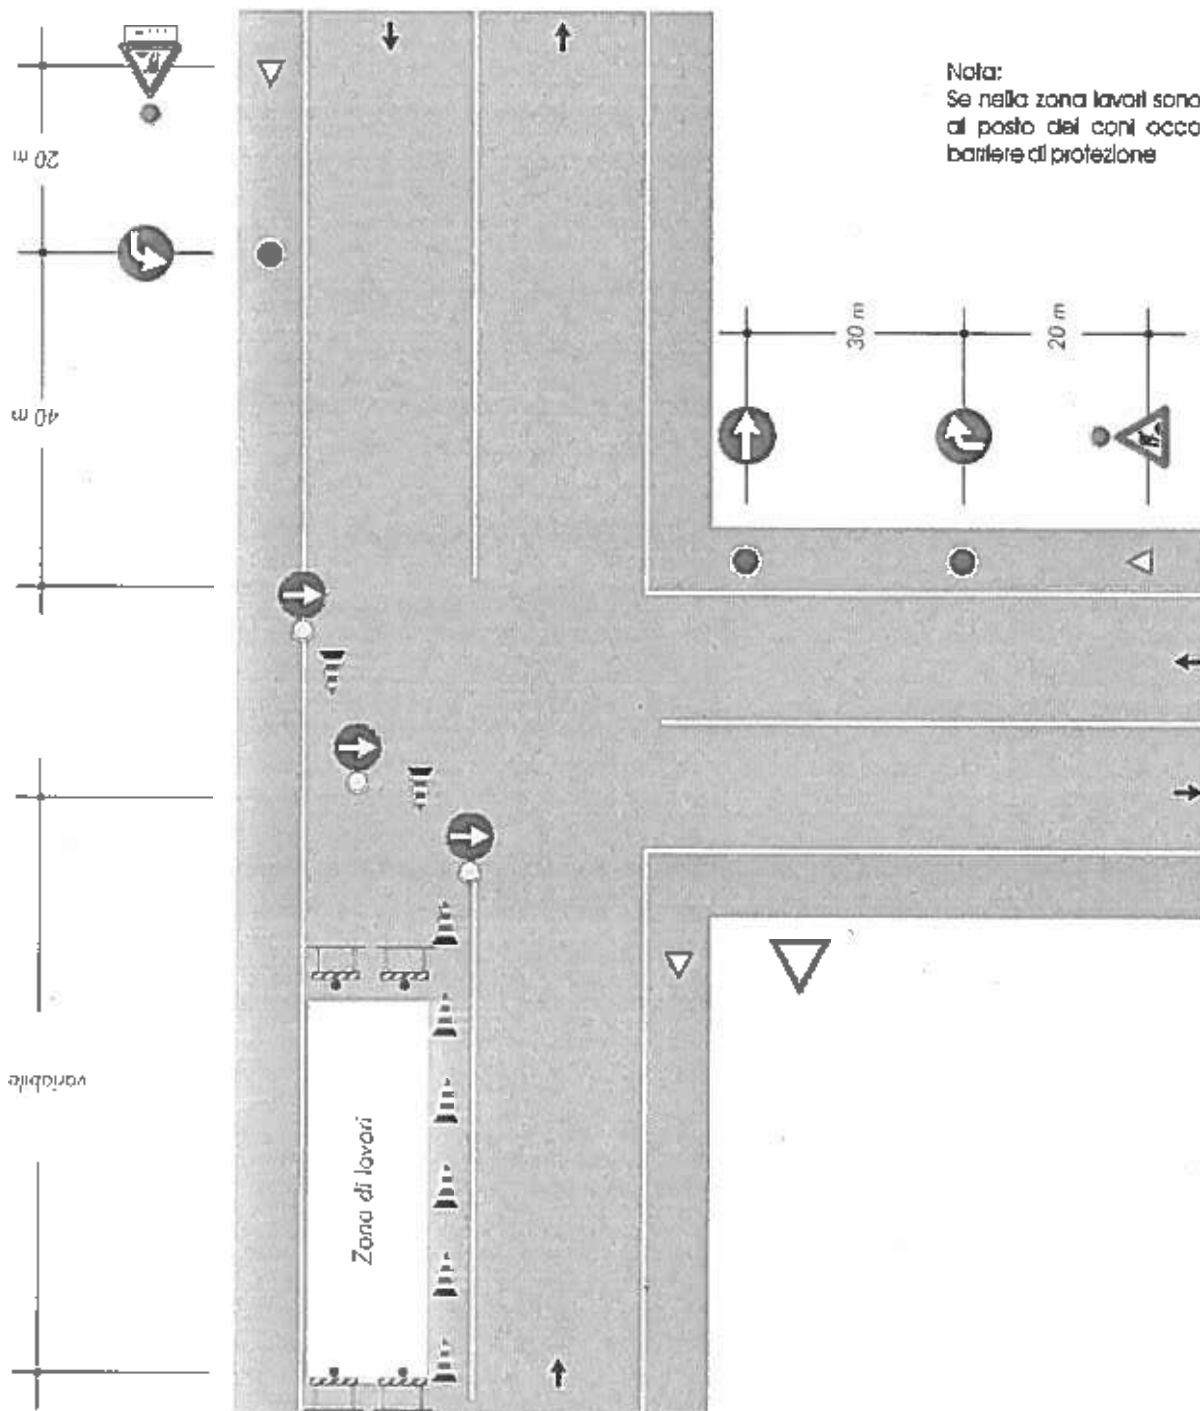 Nota:
Se nella zona lavori sono
al posto dei coni occo
barriere di protezione
20 m
40 m
30 m
20 m
variabile
Zona di lavori